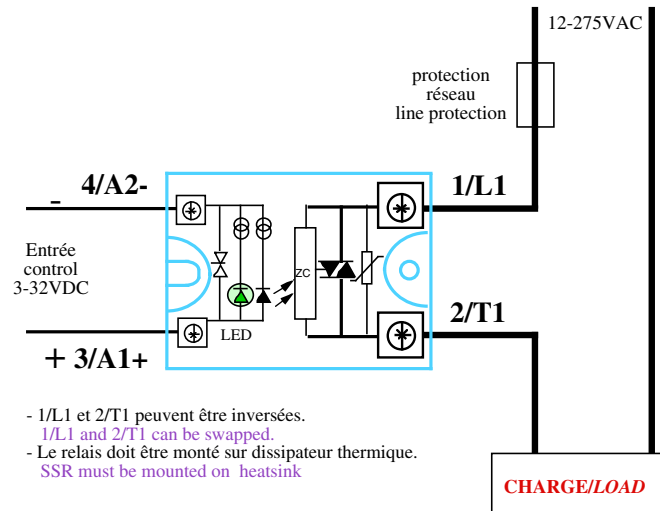 12-275VAC
protection
réseau
line protection
4/A2-
1/L1
-
Entrée
control
3-32VDC
ZC
LED
2/T1
+ 3/A1+
- 1/L1 et 2/T1 peuvent être inversées.
1/L1 and 2/T1 can be swapped.
- Le relais doit être monté sur dissipateur thermique.
SSR must be mounted on heatsink
CHARGE/LOAD